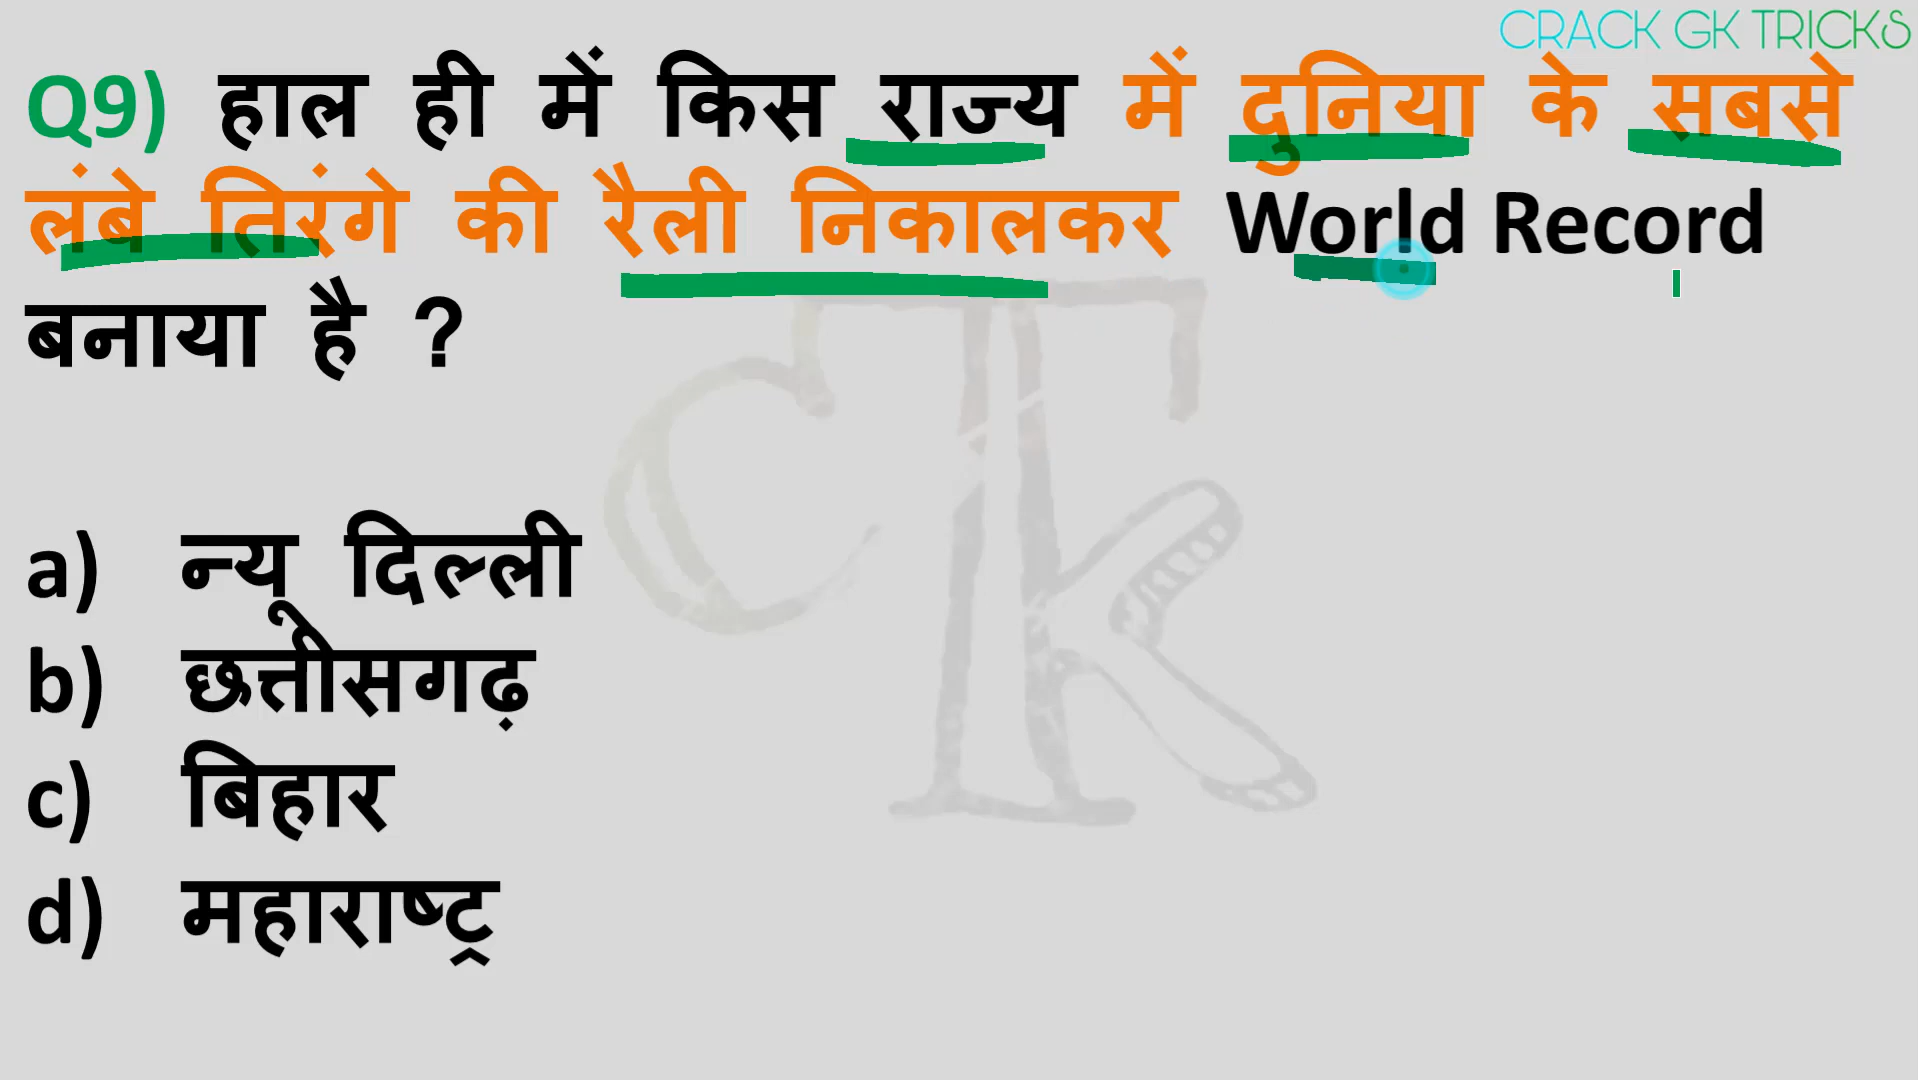 CRACK GK TRICKS
Q9) हाल ही में किस राज्य में दुनिया के सबसे
लंबे तिरंगे की रैली निकालकर World Record
बनाया है ?
a) न्यू दिल्ली
b) छत्तीसगढ़
c) बिहार
d) महाराष्ट्र